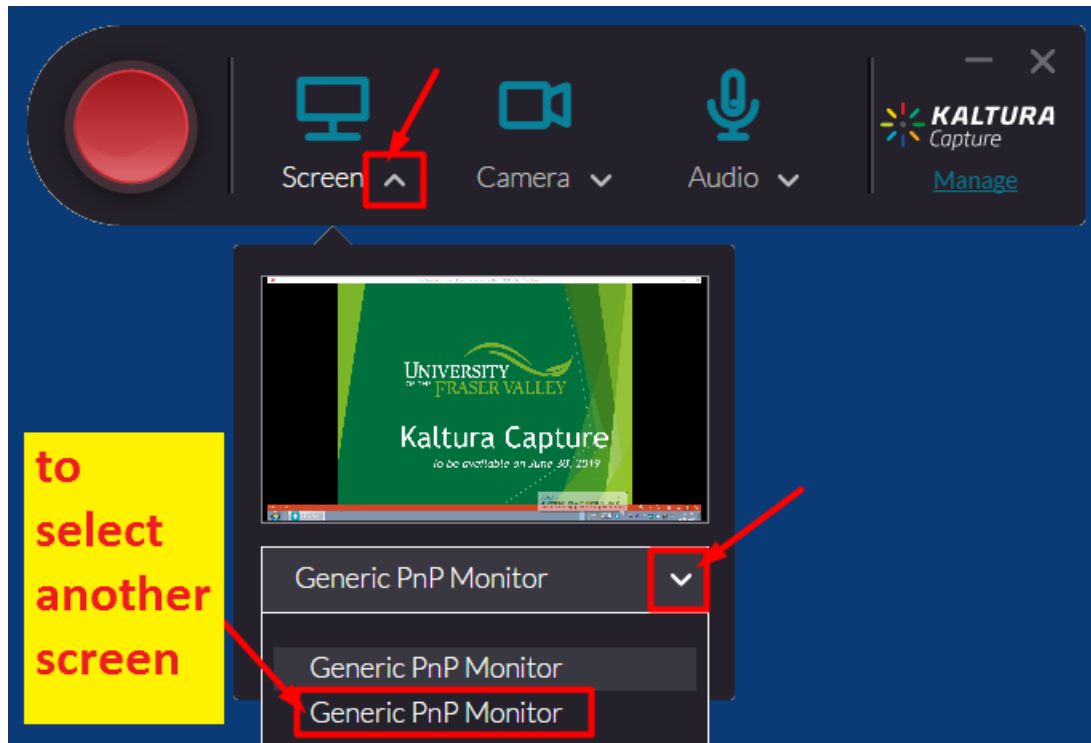 KALTURA
Capture
Screen
Camera
Audio
Manage
UNIVERSITY
OF THE FRASER VALLEY
Kaltura Capture
To be available on June 30, 2019
to
select
another
screen
Generic PnP Monitor
Generic PnP Monitor
Generic PnP Monitor